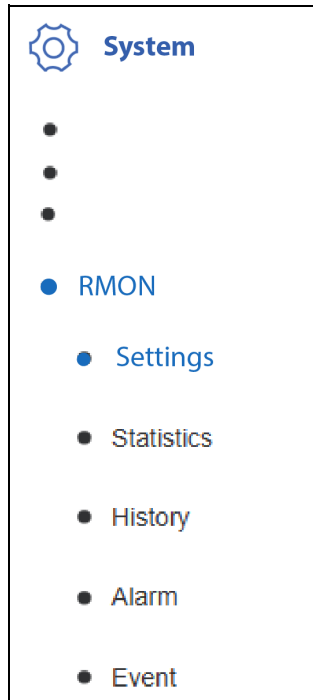 System
RMON
Settings
Statistics
History
Alarm
Event